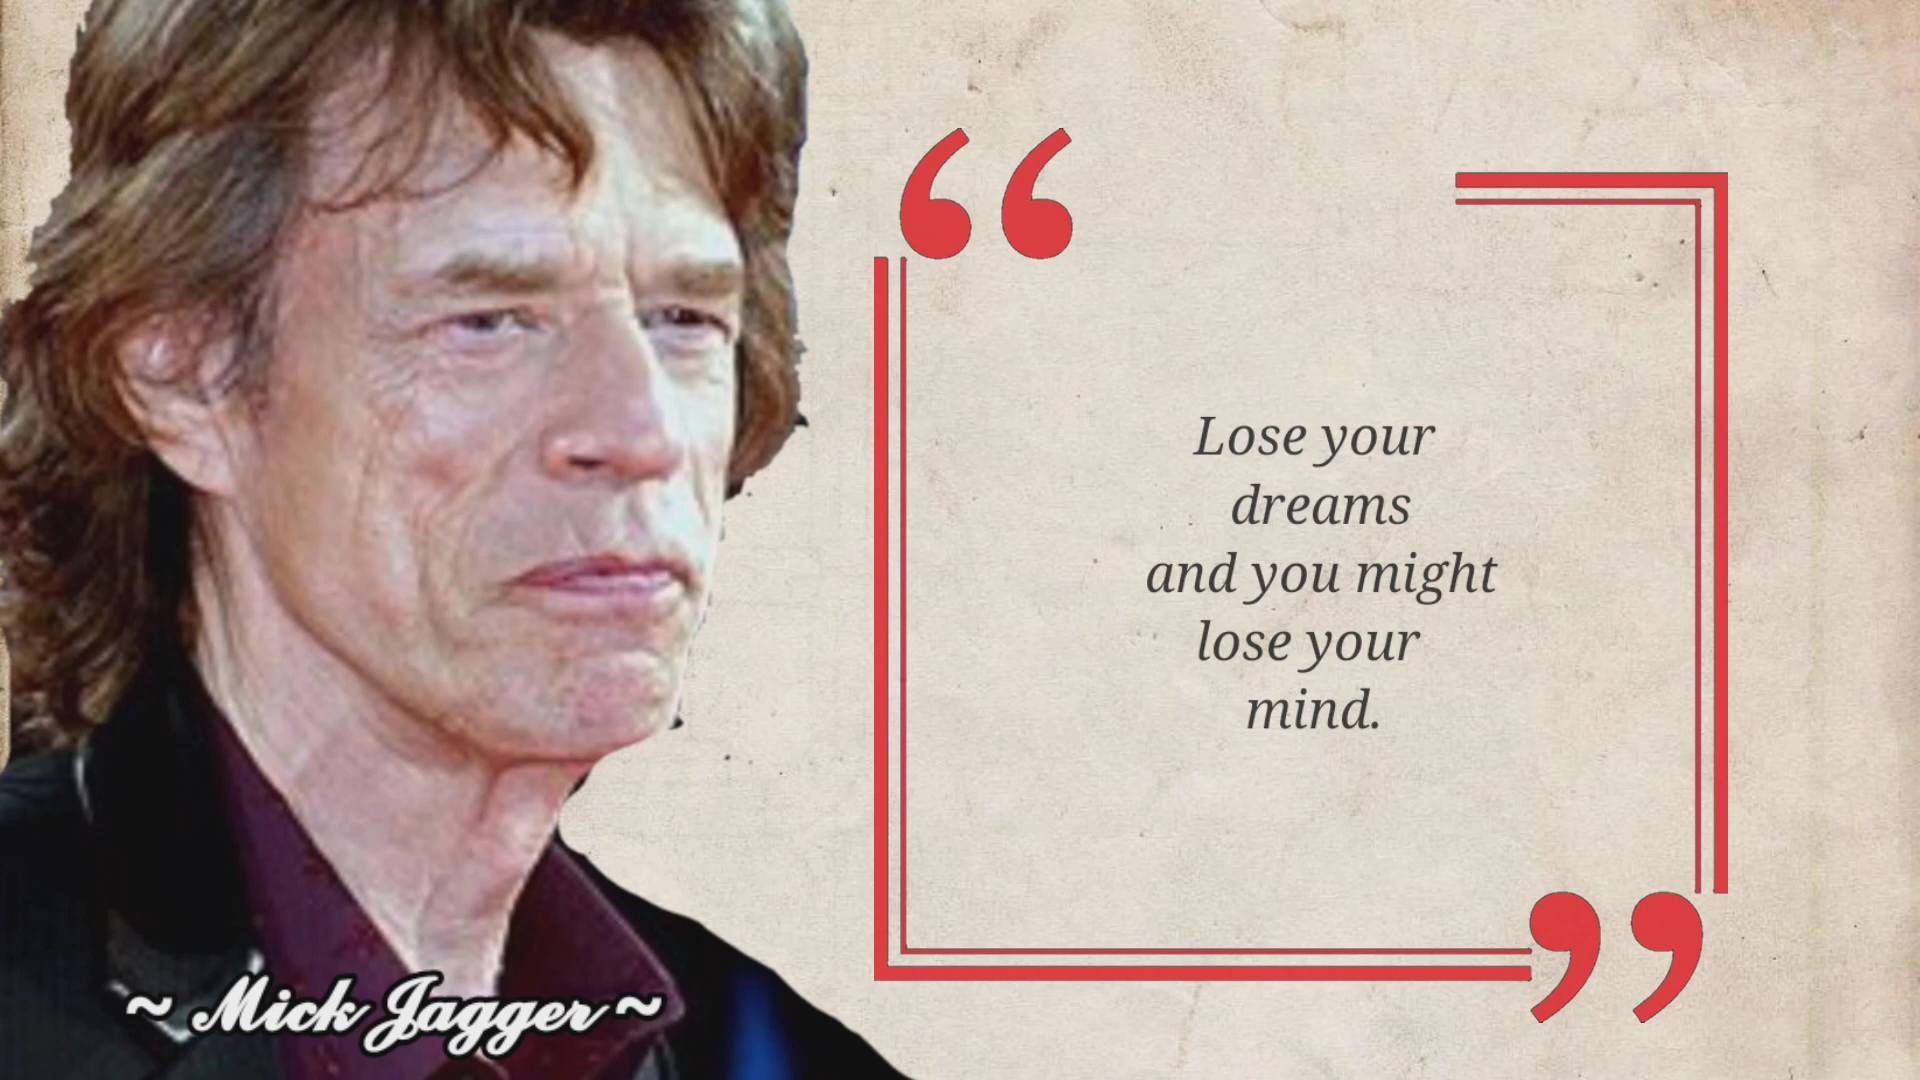 “
Lose your
dreams
and you might
lose your
mind.
”
~ Mick Jagger ~